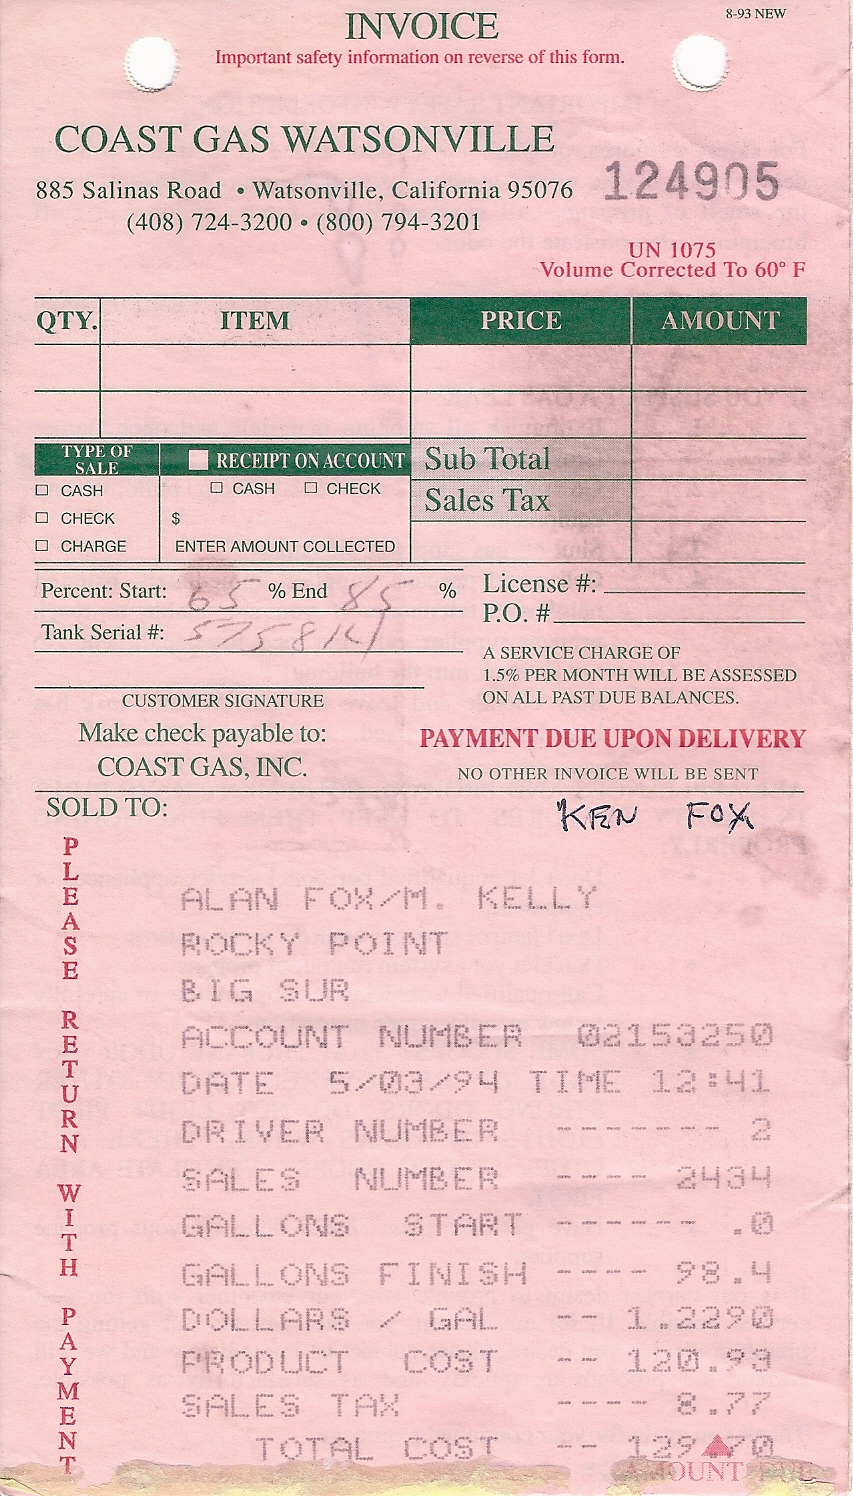 8-93 NEW
INVOICE
Important safety information on reverse of this form.
COAST GAS WATSONVILLE
885 Salinas Road • Watsonville, California 95076
124905
(408) 724-3200 • (800) 794-3201
UN 1075
Volume Corrected To 60° F
QTY. ITEM PRICE AMOUNT
TYPE OF SALE
RECEIPT ON ACCOUNT
Sub Total
CASH
CASH CHECK
Sales Tax
CHECK
$
CHARGE
ENTER AMOUNT COLLECTED
Percent: Start: 65 % End 85 %
License #:
P.O. #
Tank Serial #: 575814
A SERVICE CHARGE OF
1.5% PER MONTH WILL BE ASSESSED
ON ALL PAST DUE BALANCES.
CUSTOMER SIGNATURE
Make check payable to:
COAST GAS, INC.
PAYMENT DUE UPON DELIVERY
NO OTHER INVOICE WILL BE SENT
SOLD TO:
KEN FOX
PLEASE RETURN WITH PAYMENT
ALAN FOX/M. KELLY
ROCKY POINT
BIG SUR
ACCOUNT NUMBER 02153250
DATE 5/03/94 TIME 12:41
DRIVER NUMBER ------- 2
SALES NUMBER ---- 2434
GALLONS START ------ .0
GALLONS FINISH ---- 98.4
DOLLARS / GAL -- 1.2290
PRODUCT COST -- 120.93
SALES TAX ---- 8.77
TOTAL COST -- 129.70
AMOUNT DUE